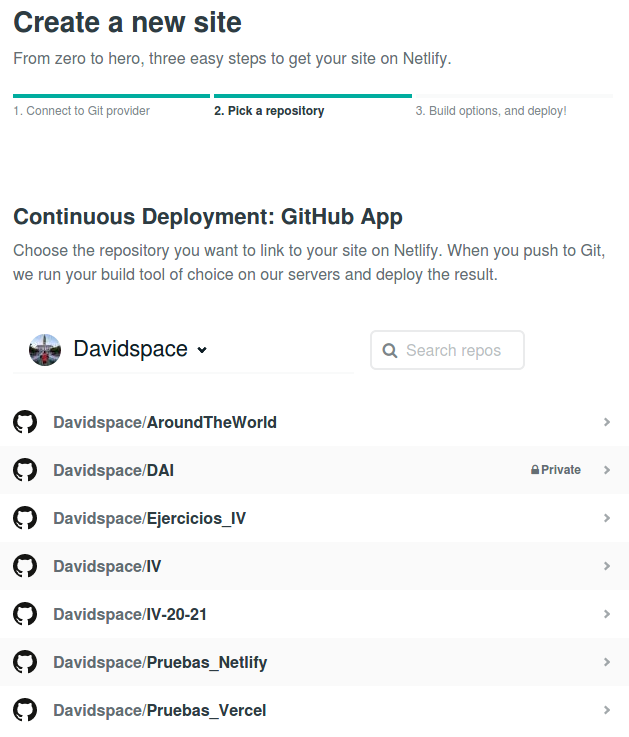 Create a new site
From zero to hero, three easy steps to get your site on Netlify.
1. Connect to Git provider
2. Pick a repository
3. Build options, and deploy!
Continuous Deployment: GitHub App
Choose the repository you want to link to your site on Netlify. When you push to Git,
we run your build tool of choice on our servers and deploy the result.
Davidspace
Search repos
Davidspace/AroundTheWorld
Davidspace/DAI
Private
Davidspace/Ejercicios_IV
Davidspace/IV
Davidspace/IV-20-21
Davidspace/Pruebas_Netlify
Davidspace/Pruebas_Vercel